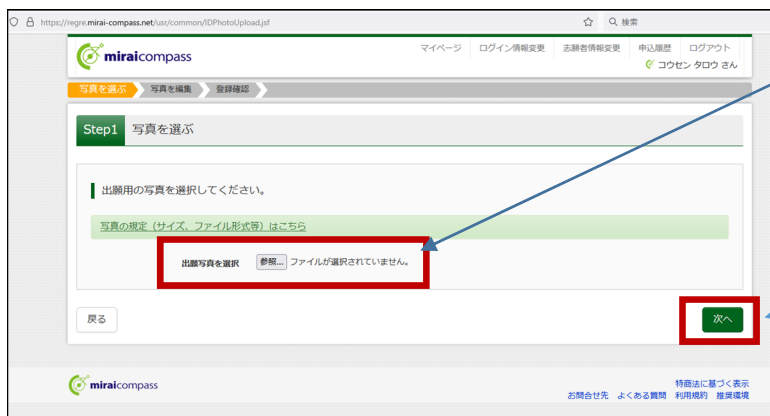 https://regre.mirai-compass.net/usr/common/IDPhotoUpload.jsf
検索
miraicompass
マイページ ログイン情報変更 志願者情報変更 申込履歴 ログアウト
コウセン タロウ さん
写真を選ぶ 写真を編集 登録確認
Step1 写真を選ぶ
出願用の写真を選択してください。
写真の規定（サイズ、ファイル形式等）はこちら
出願写真を選択 参照... ファイルが選択されていません。
戻る 次へ
miraicompass
特商法に基づく表示
お問合せ先 よくある質問 利用規約 推奨環境